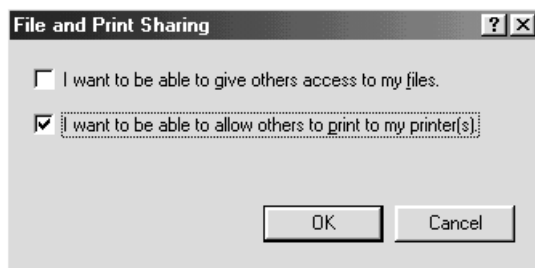 File and Print Sharing
I want to be able to give others access to my files.
I want to be able to allow others to print to my printer(s).
OK Cancel